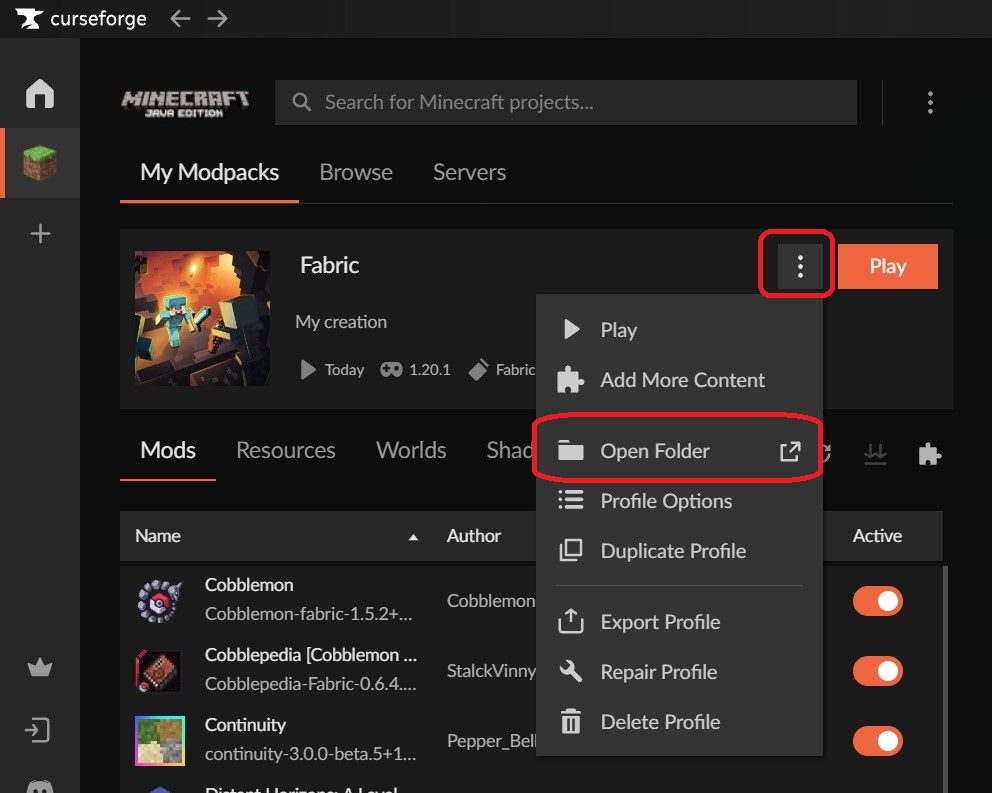 curseforge
MINECRAFT
JAVA EDITION
Search for Minecraft projects...
My Modpacks Browse Servers
Fabric
Play
My creation
Today 1.20.1 Fabric
Play
Add More Content
Open Folder
Profile Options
Duplicate Profile
Export Profile
Repair Profile
Delete Profile
Mods Resources Worlds Shad
Name Author Active
Cobblemon
Cobblemon-fabric-1.5.2+...
Cobblemon
Cobblepedia [Cobblemon ...
Cobblepedia-Fabric-0.6.4....
StalckVinny
Continuity
continuity-3.0.0-beta.5+1...
Pepper_Bell
Distant Horizons: A Level